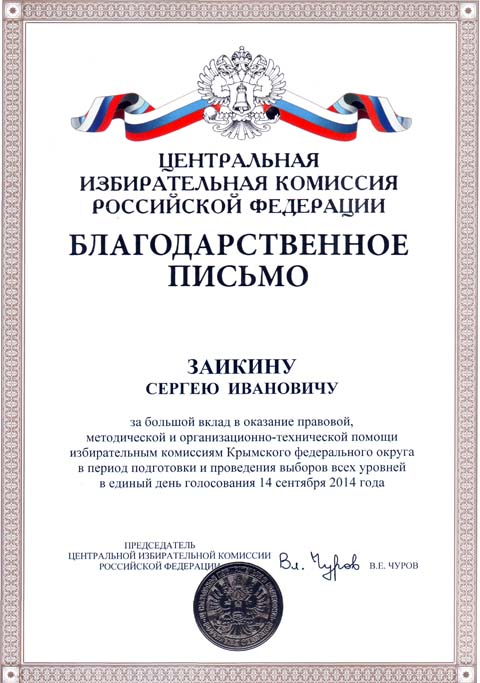 ЦЕНТРАЛЬНАЯ
ИЗБИРАТЕЛЬНАЯ КОМИССИЯ
РОССИЙСКОЙ ФЕДЕРАЦИИ
БЛАГОДАРСТВЕННОЕ
ПИСЬМО
ЗАИКИНУ
СЕРГЕЮ ИВАНОВИЧУ
за большой вклад в оказание правовой,
методической и организационно-технической помощи
избирательным комиссиям Крымского федерального округа
в период подготовки и проведения выборов всех уровней
в единый день голосования 14 сентября 2014 года
ПРЕДСЕДАТЕЛЬ
ЦЕНТРАЛЬНОЙ ИЗБИРАТЕЛЬНОЙ КОМИССИИ
РОССИЙСКОЙ ФЕДЕРАЦИИ
Вл. Чуров
В.Е. ЧУРОВ